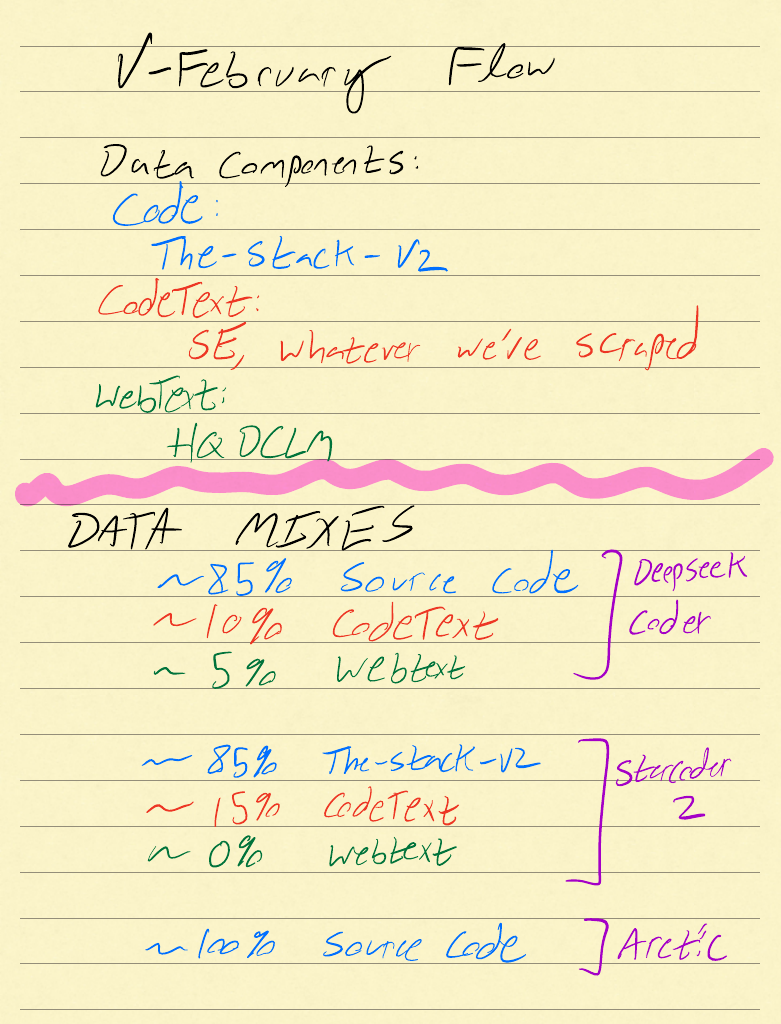 V-February Flow
Data Components:
Code:
The-Stack-V2
CodeText:
SE, whatever we've scraped
WebText:
HQ DCLM
DATA MIXES
~85% Source Code
~10% CodeText
~5% Webtext
Deepseek
Coder
~85% The-stack-V2
~15% CodeText
~0% Webtext
Starcoder
2
~100% Source Code
Arctic